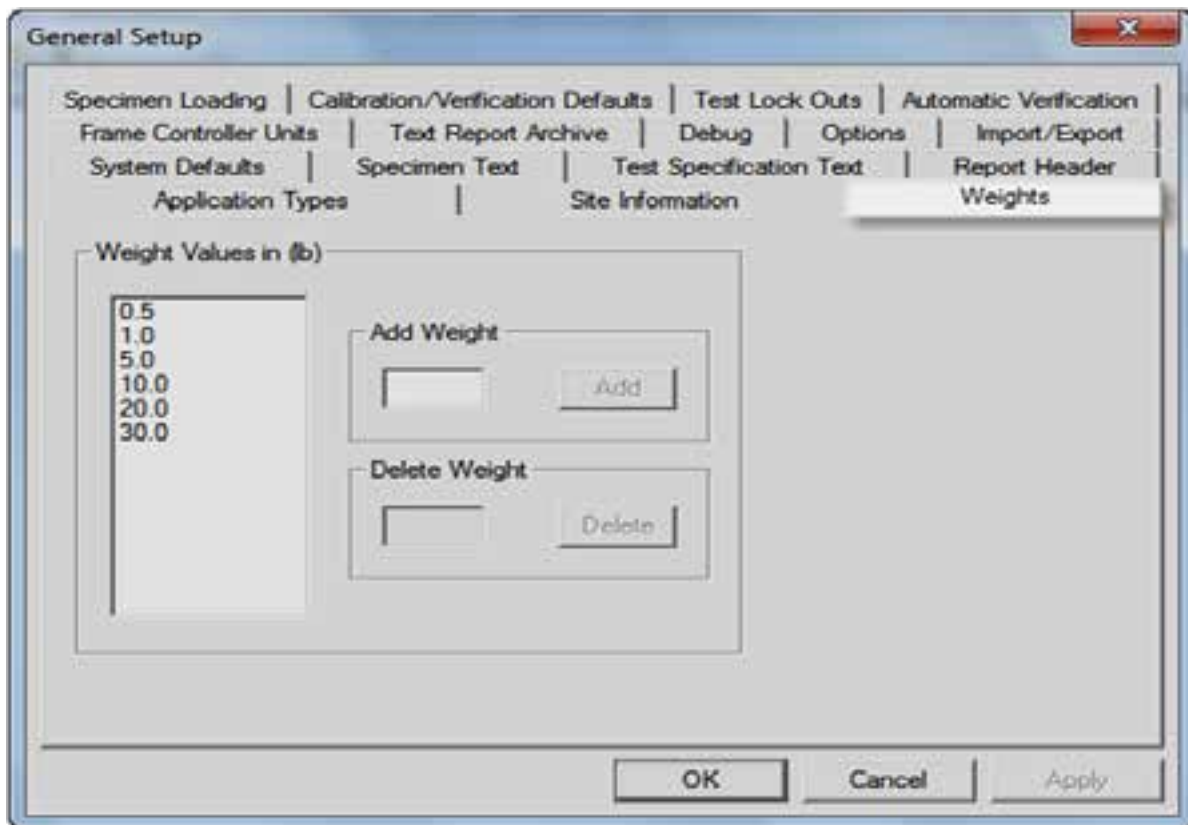 General Setup
Specimen Loading Calibration/Verification Defaults Test Lock Outs Automatic Verification
Frame Controller Units Text Report Archive Debug Options Import/Export
System Defaults Specimen Text Test Specification Text Report Header
Application Types Site Information Weights
Weight Values in (lb)
0.5
1.0
5.0
10.0
20.0
30.0
Add Weight
Add
Delete Weight
Delete
OK Cancel Apply